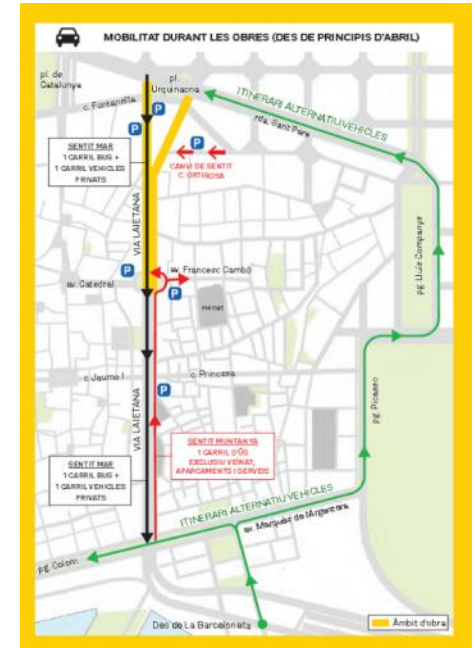 MOBILITAT DURANT LES OBRES (DES DE PRINCIPIS D'ABRIL)
pl. de
Catalunya
pl.
Urquinaona
c. Fontanella
P
P
ITINERARI ALTERNATIU VEHICLES
rda. Sant Pere
SENTIT MAR
1 CARRIL BUS +
1 CARRIL VEHICLES
PRIVATS
P
CANVI DE SENTIT
C. ORTIGOSA
VIA LAIETANA
pg. Lluís Companys
P
av. Francesc Cambó
av. Catedral
P
mercat
c. Jaume I
c. Princesa
P
pg. Picasso
VIA LAIETANA
SENTIT MUNTANYA
1 CARRIL D'ÚS
EXCLUSIU VEÏNAT,
APARCAMENTS I SERVEIS
SENTIT MAR
1 CARRIL BUS +
1 CARRIL VEHICLES
PRIVATS
ITINERARI ALTERNATIU VEHICLES
av. Marquès de l'Argentera
pg. Colom
Des de La Barceloneta
Àmbit d'obra